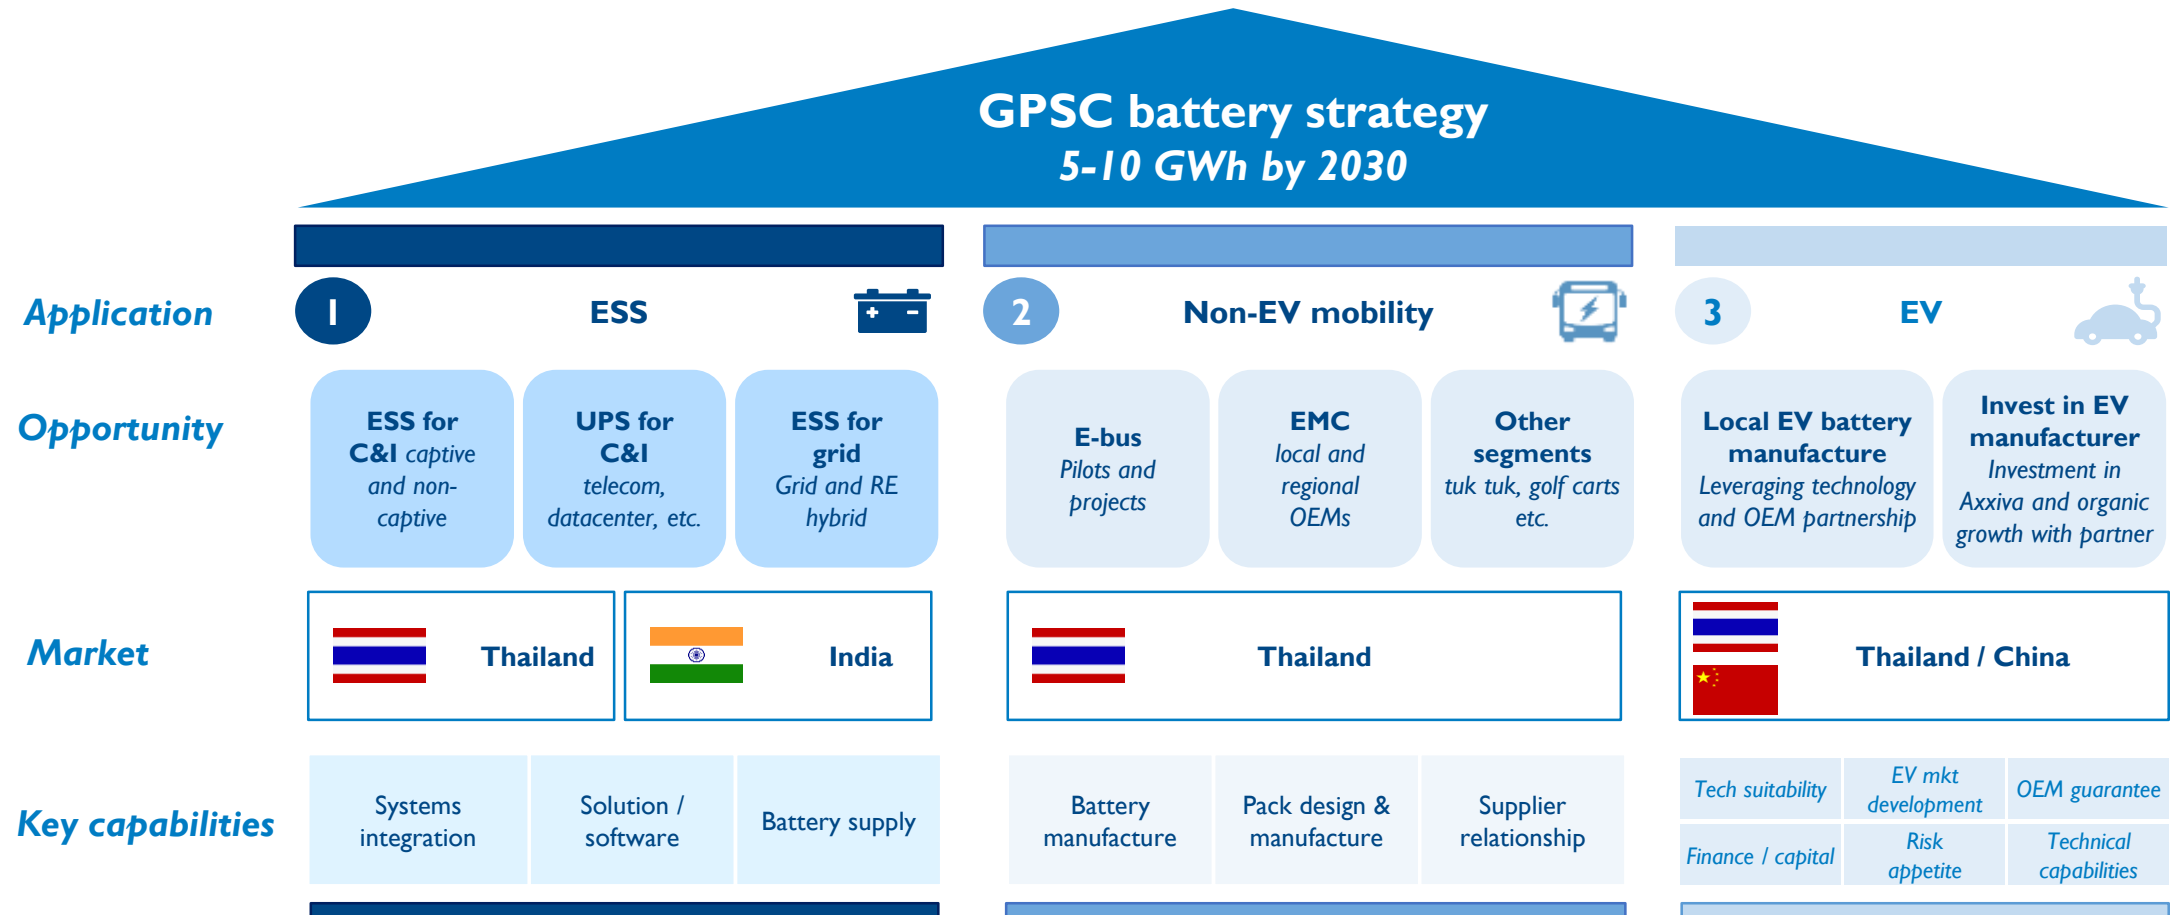 GPSC battery strategy
5-10 GWh by 2030
Application
1
ESS
+ -
2
Non-EV mobility
3
EV
Opportunity
ESS for
C&I captive
and non-
captive
UPS for
C&I
telecom,
datacenter, etc.
ESS for
grid
Grid and RE
hybrid
E-bus
Pilots and
projects
EMC
local and
regional
OEMs
Other
segments
tuk tuk, golf carts
etc.
Local EV battery
manufacture
Leveraging technology
and OEM partnership
Invest in EV
manufacturer
Investment in
Axxiva and organic
growth with partner
Market
Thailand
India
Thailand
Thailand / China
Key capabilities
Systems
integration
Solution /
software
Battery supply
Battery
manufacture
Pack design &
manufacture
Supplier
relationship
Tech suitability
EV mkt
development
OEM guarantee
Finance / capital
Risk
appetite
Technical
capabilities